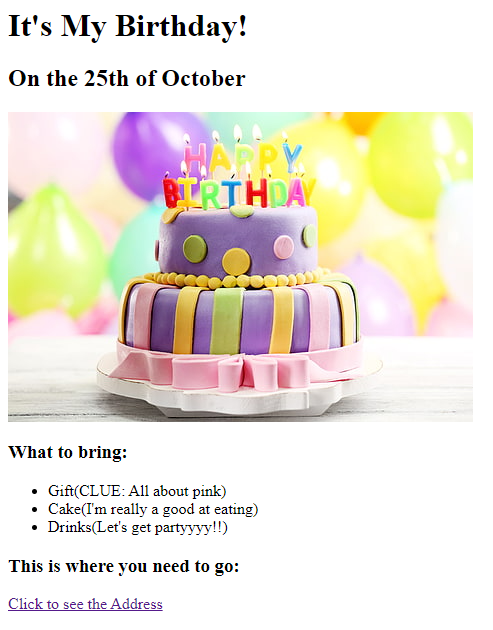 It's My Birthday!
On the 25th of October
HAPPY
BIRTHDAY
What to bring:
Gift(CLUE: All about pink)
Cake(I'm really a good at eating)
Drinks(Let's get partyyyy!!)
This is where you need to go:
Click to see the Address